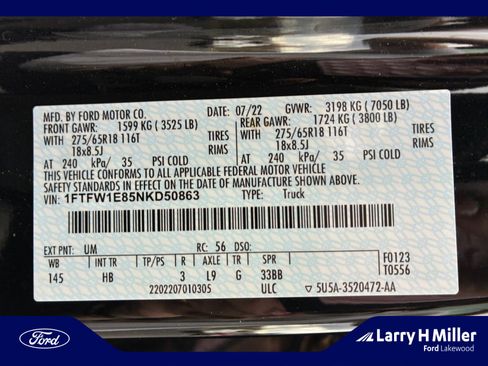 MFD. BY FORD MOTOR CO. 07/22 GVWR: 3198 KG ( 7050 LB)
FRONT GAWR: 1599 KG ( 3525 LB) REAR GAWR: 1724 KG ( 3800 LB)
WITH 275/65R18 116T TIRES WITH 275/65R18 116T TIRES
18x8.5J RIMS 18x8.5J RIMS
AT 240 kPa/ 35 PSI COLD AT 240 kPa/ 35 PSI COLD
THIS VEHICLE CONFORMS TO ALL APPLICABLE FEDERAL MOTOR VEHICLE
SAFETY AND THEFT PREVENTION STANDARDS IN EFFECT ON THE DATE OF
MANUFACTURE SHOWN ABOVE.
VIN: 1FTFW1E85NKD50863 TYPE: Truck
EXT PNT: UM RC: 56 DSO: F0123
WB INT TR TP/PS R AXLE TR SPR T0556
145 HB 3 L9 G 33BB
2202207010305 ULC 5U5A-3520472-AA
Ford
Larry H Miller
Ford Lakewood